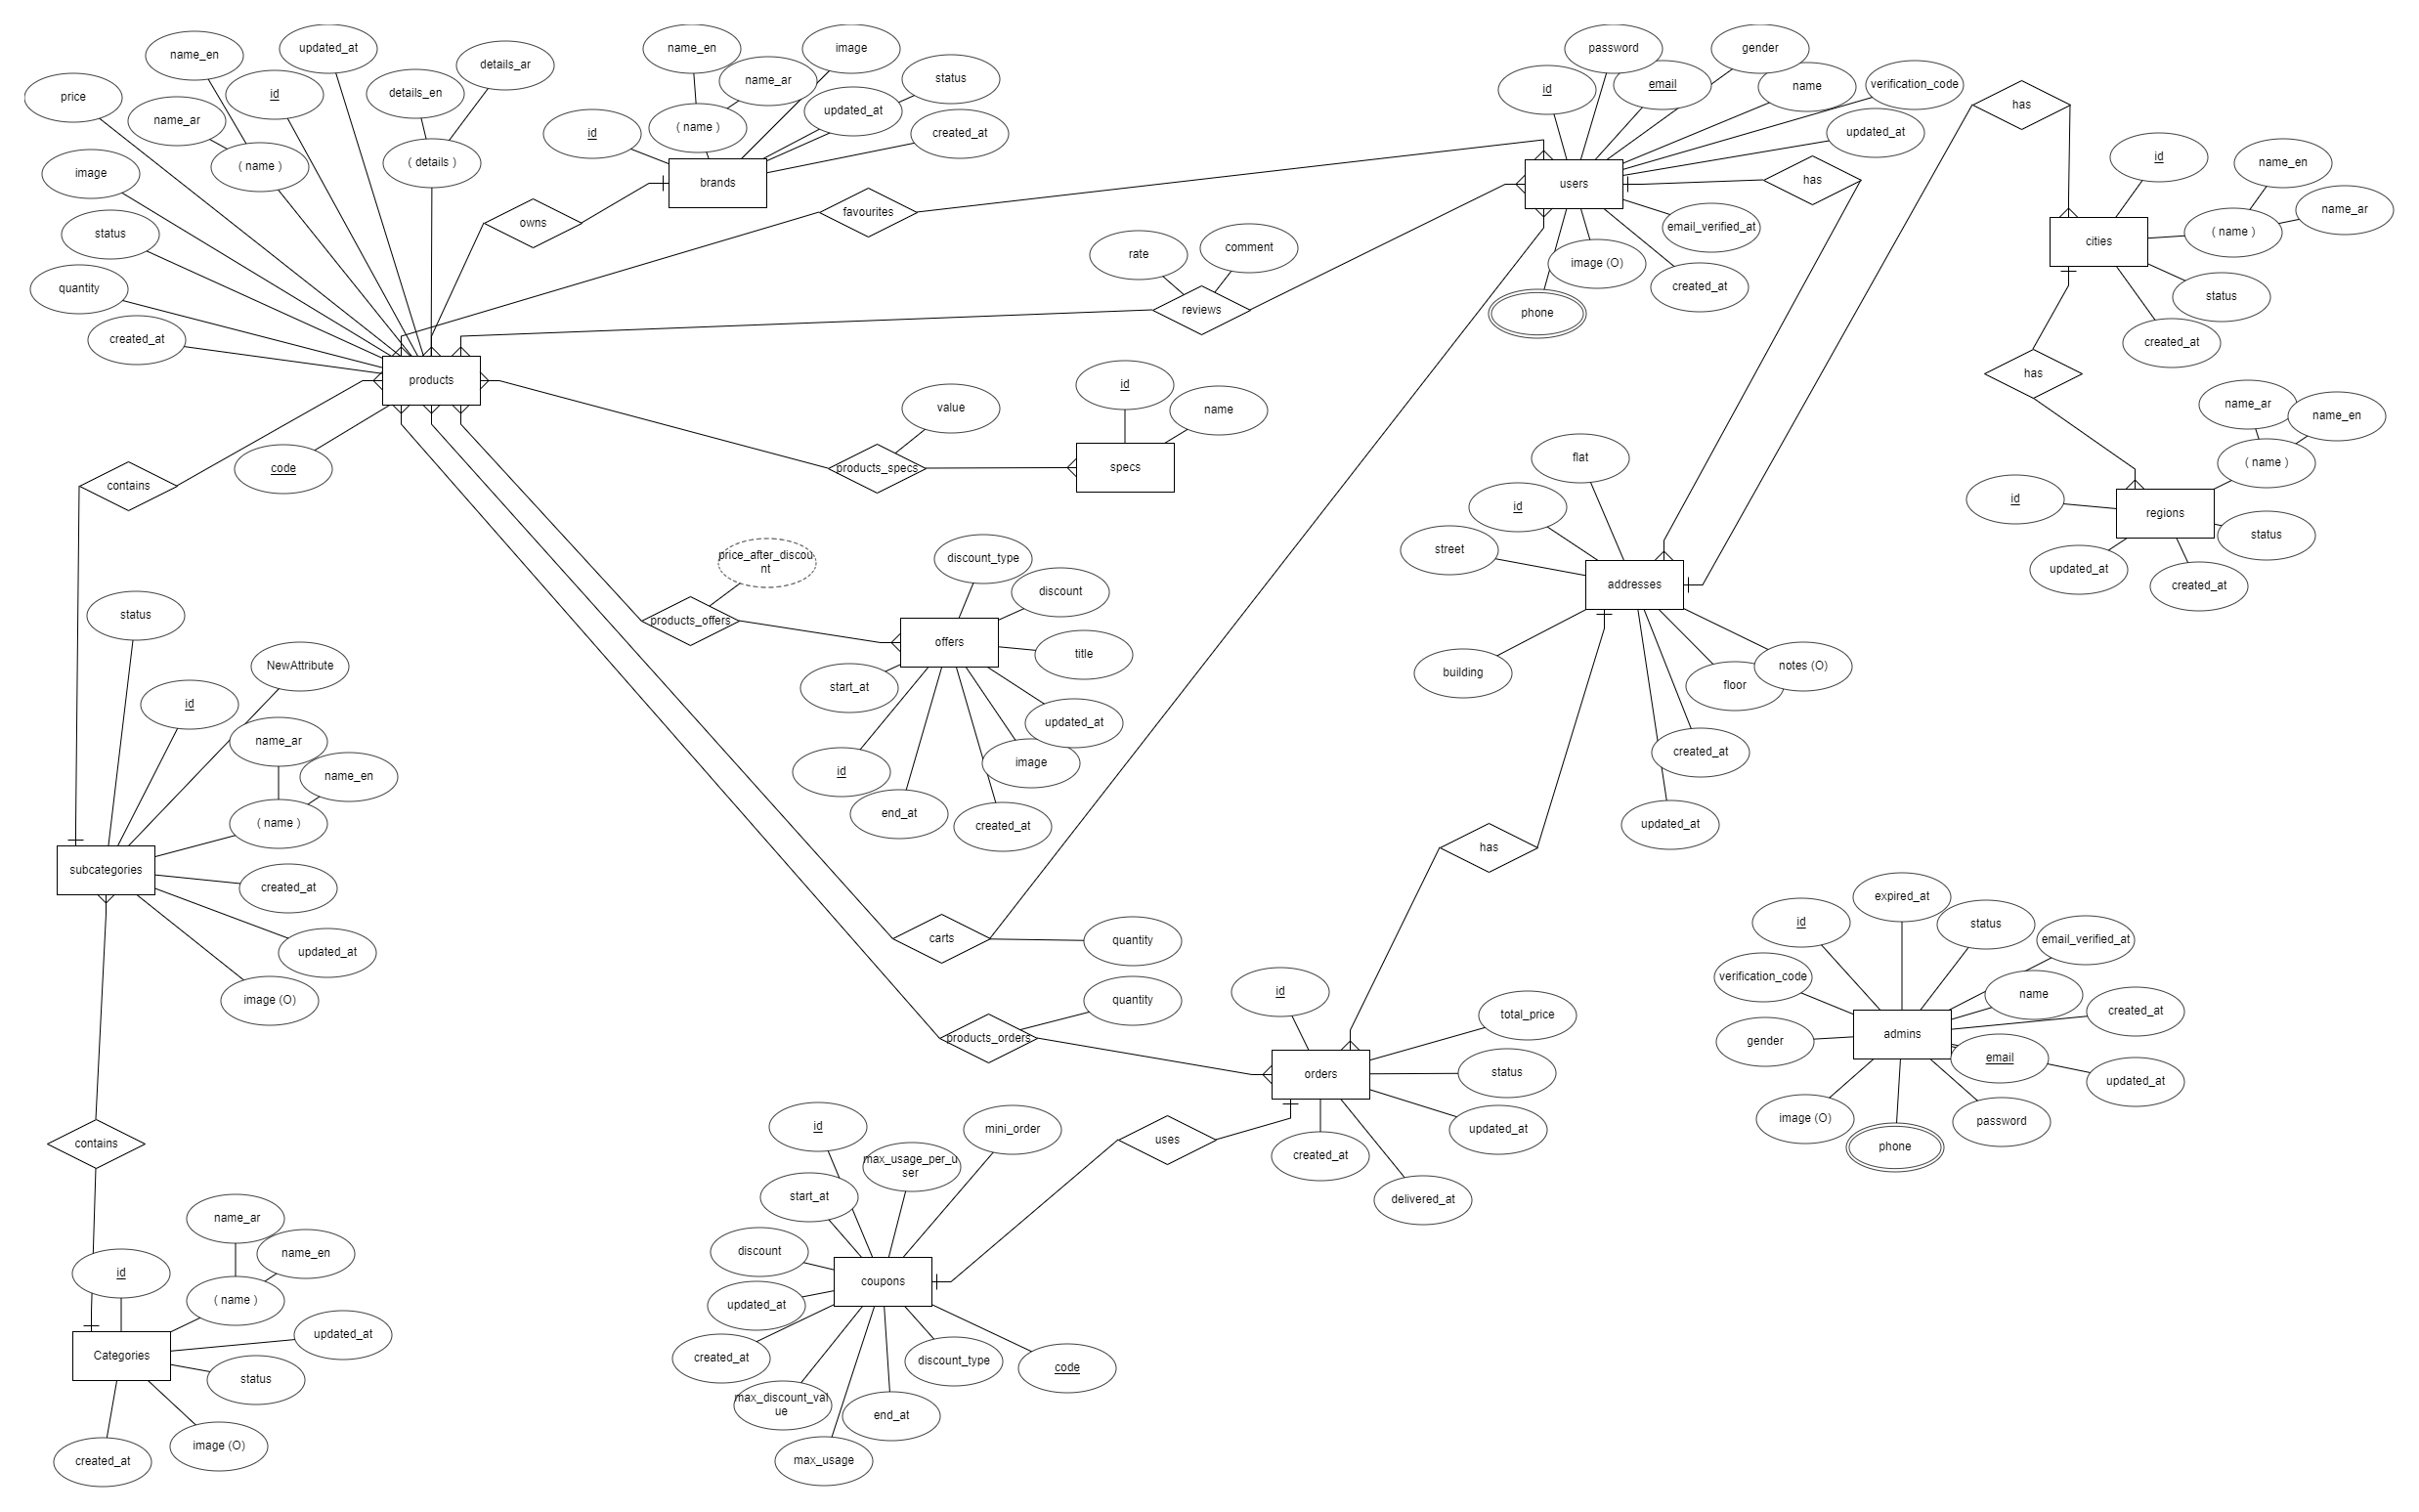 name_en
updated_at
details_ar
name_en
image
password
gender
price
name_ar
id
details_en
name_ar
status
id
email
name
verification_code
has
( name )
( details )
id
( name )
updated_at
created_at
updated_at
image
brands
users
has
id
name_en
status
owns
favourites
email_verified_at
( name )
name_ar
quantity
rate
comment
image (O)
cities
created_at
reviews
phone
created_at
status
created_at
products
id
has
value
name
name_ar
name_en
code
products_specs
specs
flat
( name )
contains
id
id
regions
status
price_after_discou
nt
discount_type
street
updated_at
created_at
status
discount
addresses
products_offers
offers
title
NewAttribute
start_at
building
floor
notes (O)
id
updated_at
name_ar
id
image
created_at
name_en
end_at
created_at
updated_at
( name )
has
subcategories
created_at
expired_at
id
status
updated_at
carts
quantity
email_verified_at
image (O)
quantity
id
verification_code
name
products_orders
total_price
created_at
gender
admins
orders
status
email
updated_at
contains
id
mini_order
uses
updated_at
image (O)
phone
password
max_usage_per_u
ser
created_at
start_at
delivered_at
name_ar
discount
name_en
id
( name )
coupons
updated_at
updated_at
Categories
status
created_at
discount_type
code
max_discount_val
ue
end_at
created_at
image (O)
max_usage